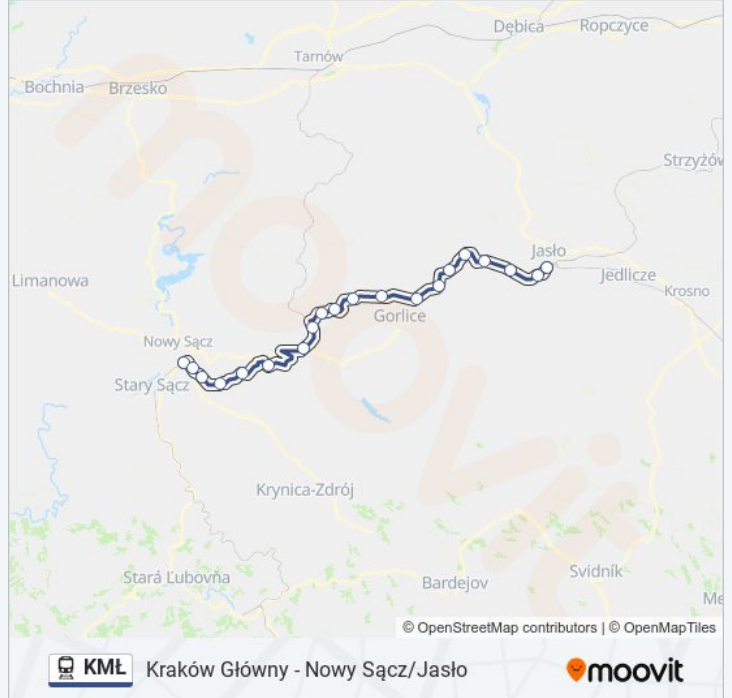 Dębica
Ropczyce
Tarnów
Bochnia
Brzesko
Strzyżów
Jasło
Jedlicze
Limanowa
Krosno
Gorlice
Nowy Sącz
Stary Sącz
Krynica-Zdrój
Stará Ľubovňa
Svidník
Bardejov
Me
moovit
© OpenStreetMap contributors | © OpenMapTiles
KMŁ Kraków Główny - Nowy Sącz/Jasło
moovit